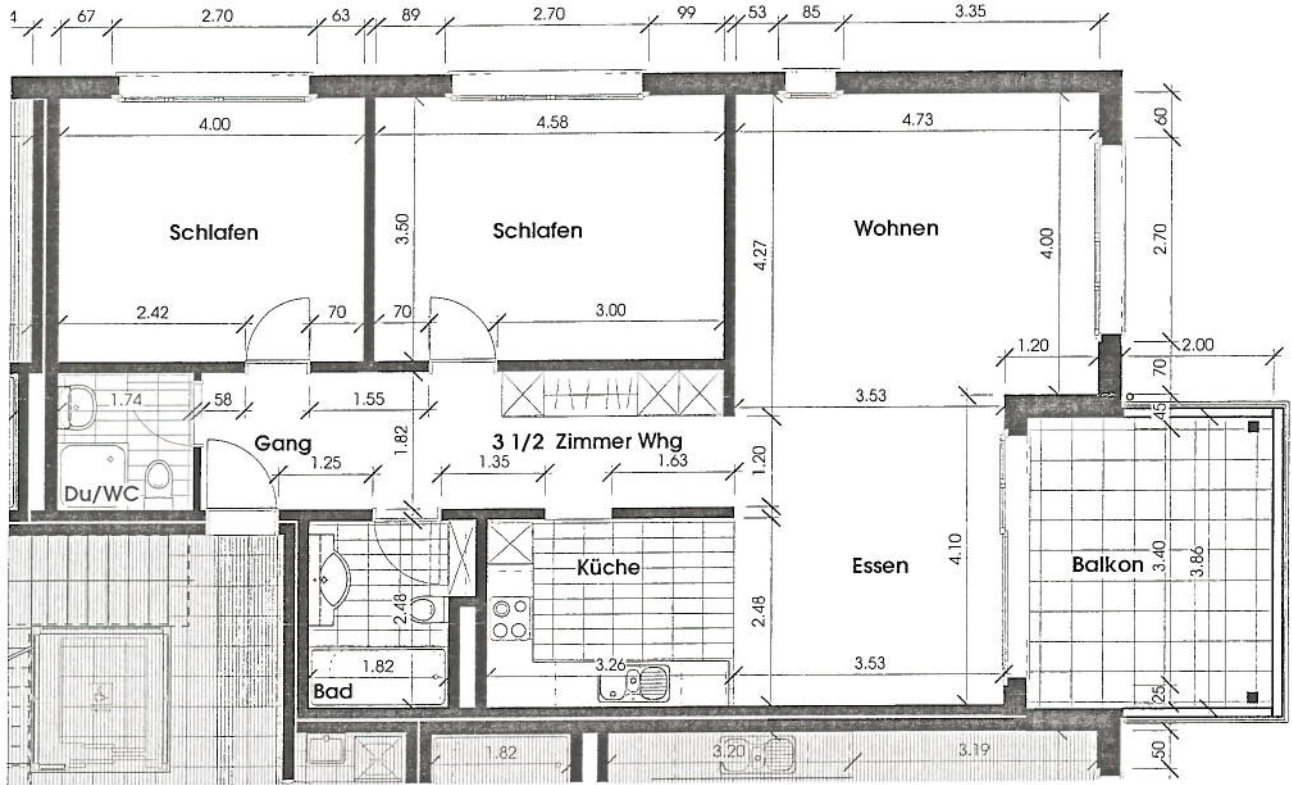 1 67 2.70 63 89 2.70 99 53 85 3.35
4.00 4.58 4.73 60
Schlafen Schlafen Wohnen
3.50 4.27 4.00 2.70
2.42 70 70 3.00
1.20 70 2.00
1.74 58 1.55 3.53 45
Gang 1.82 3 1/2 Zimmer Whg 1.20
1.25 1.35 1.63
Du/WC
Küche Essen 4.10 Balkon 3.40 3.86
2.48 2.48
1.82 3.26 3.53
Bad 25
1.82 3.20 3.19 50